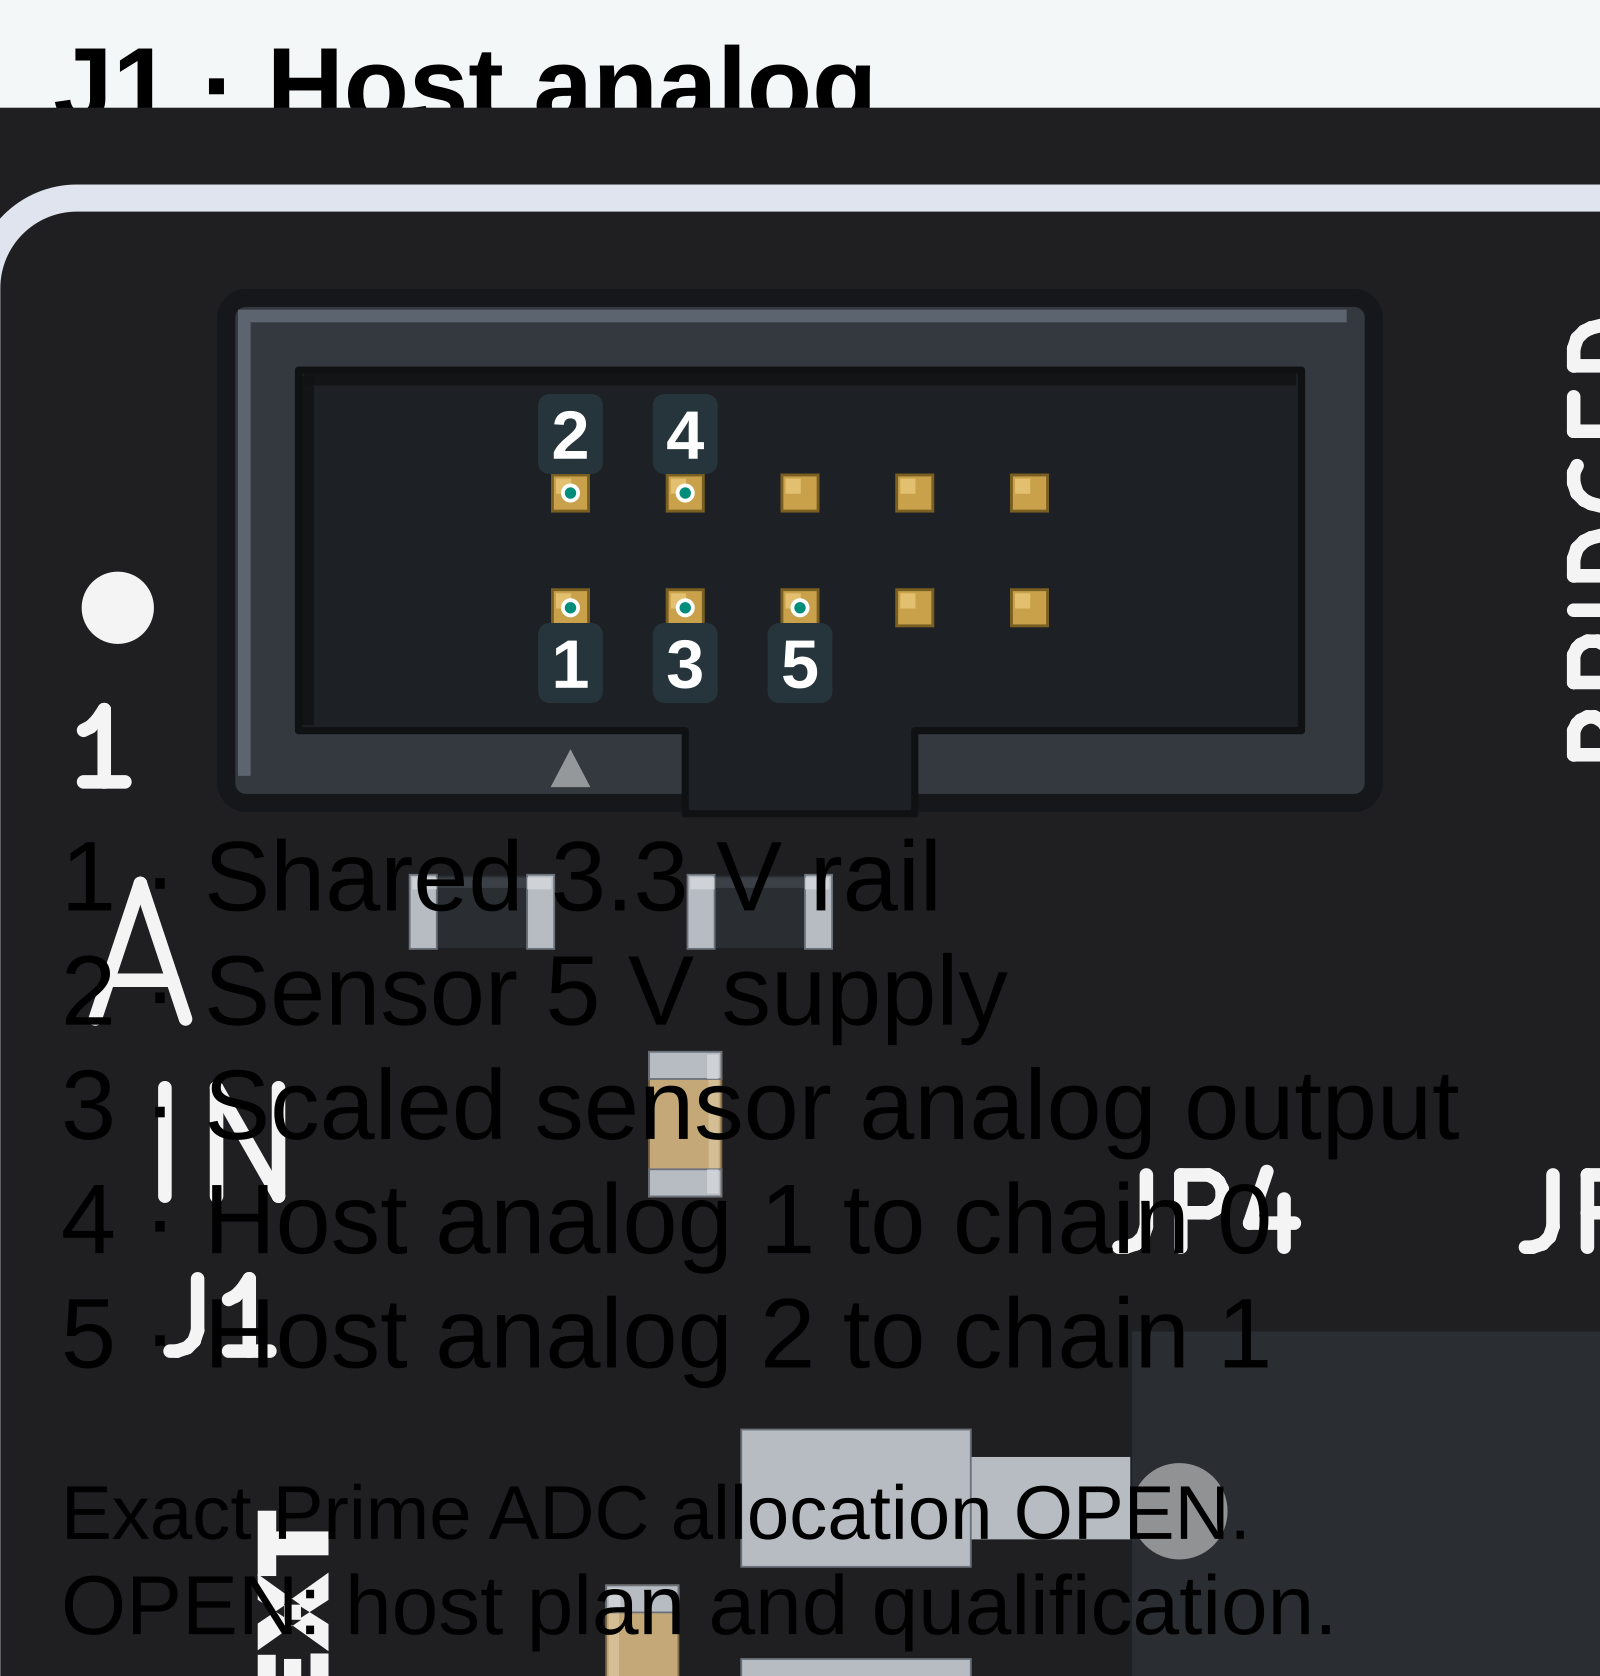 J1 · Host analog
2 4
1 3 5
1
1 · Shared 3.3 V rail
A
2 · Sensor 5 V supply
3 · Scaled sensor analog output
IN
4 · Host analog 1 to chain 0
JP4
5 · Host analog 2 to chain 1
J1
Exact Prime ADC allocation OPEN.
OPEN: host plan and qualification.